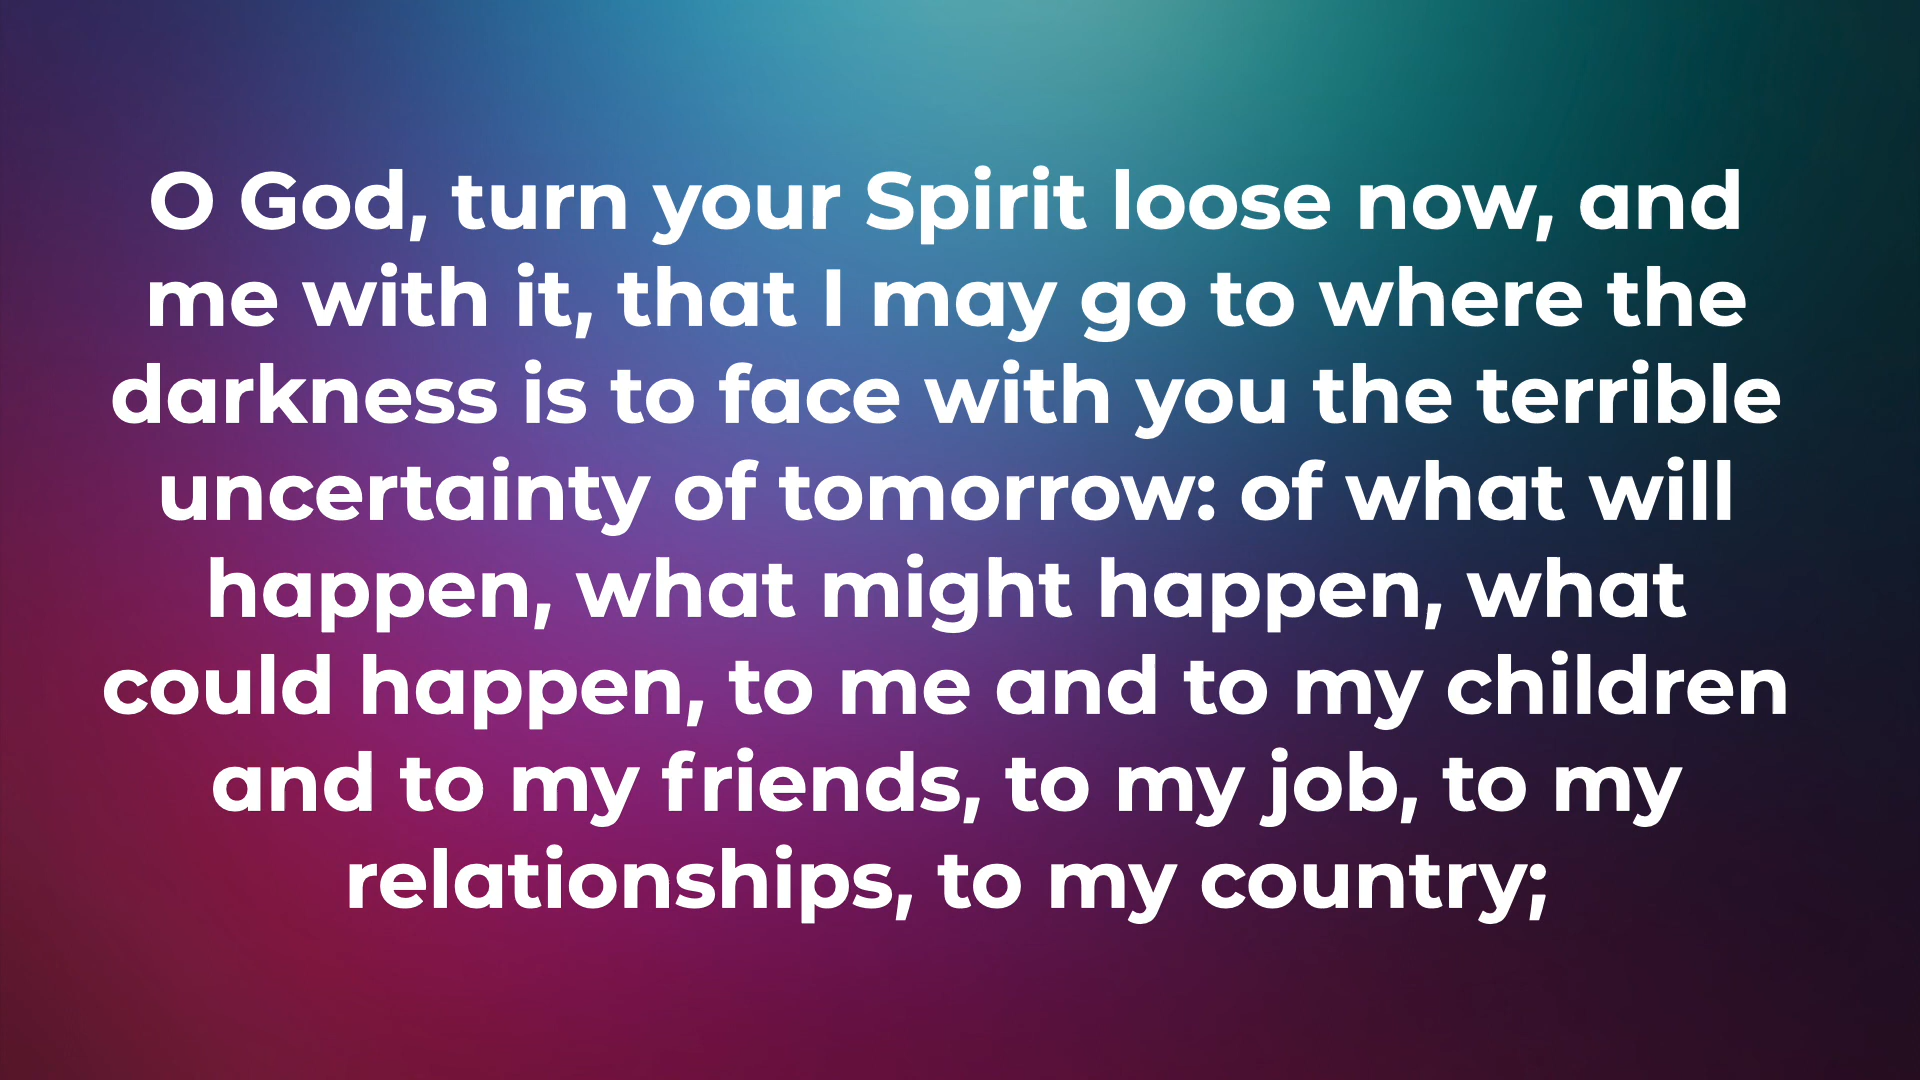 O God, turn your Spirit loose now, and
me with it, that I may go to where the
darkness is to face with you the terrible
uncertainty of tomorrow: of what will
happen, what might happen, what
could happen, to me and to my children
and to my friends, to my job, to my
relationships, to my country;